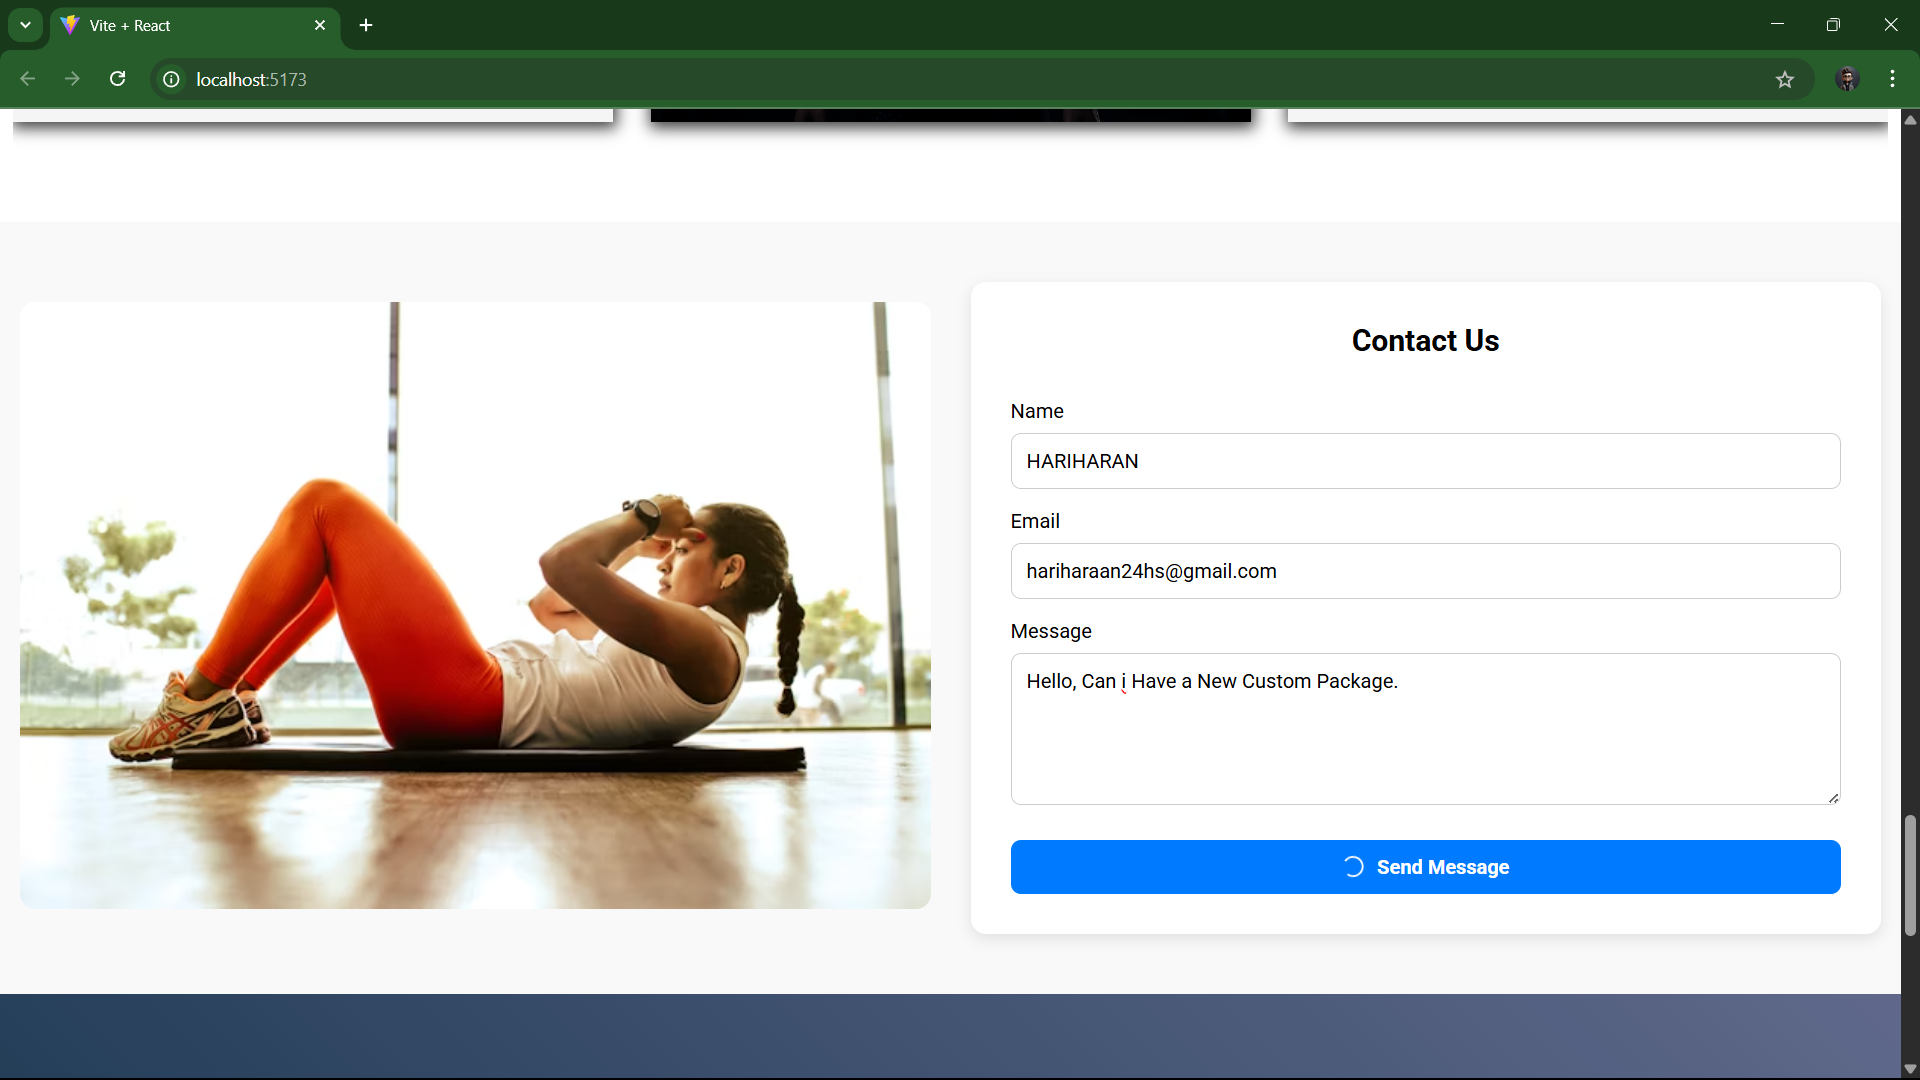 Vite + React
localhost:5173
Contact Us
Name
HARIHARAN
Email
hariharaan24hs@gmail.com
Message
Hello, Can i Have a New Custom Package.
Send Message